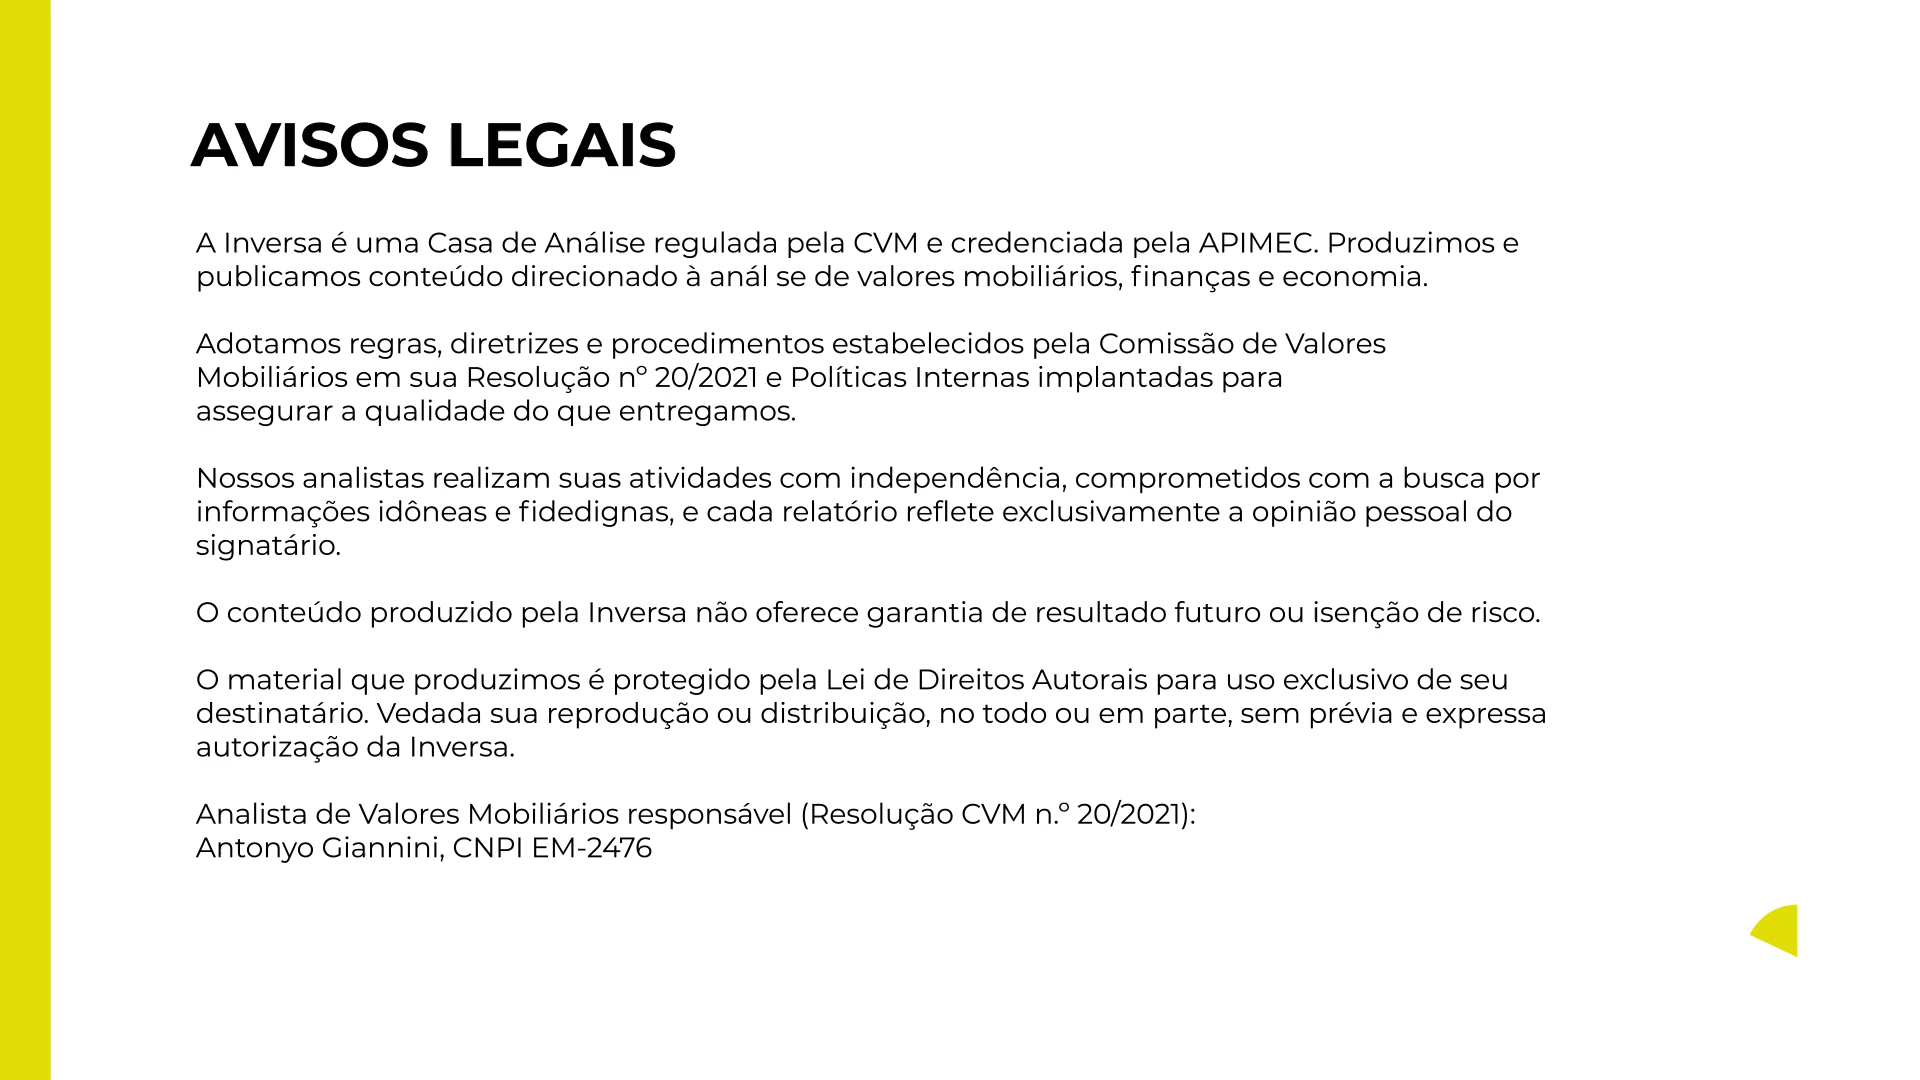 AVISOS LEGAIS
A Inversa é uma Casa de Análise regulada pela CVM e credenciada pela APIMEC. Produzimos e
publicamos conteúdo direcionado à anál se de valores mobiliários, finanças e economia.
Adotamos regras, diretrizes e procedimentos estabelecidos pela Comissão de Valores
Mobiliários em sua Resolução nº 20/2021 e Políticas Internas implantadas para
assegurar a qualidade do que entregamos.
Nossos analistas realizam suas atividades com independência, comprometidos com a busca por
informações idôneas e fidedignas, e cada relatório reflete exclusivamente a opinião pessoal do
signatário.
O conteúdo produzido pela Inversa não oferece garantia de resultado futuro ou isenção de risco.
O material que produzimos é protegido pela Lei de Direitos Autorais para uso exclusivo de seu
destinatário. Vedada sua reprodução ou distribuição, no todo ou em parte, sem prévia e expressa
autorização da Inversa.
Analista de Valores Mobiliários responsável (Resolução CVM n.º 20/2021):
Antonyo Giannini, CNPI EM-2476